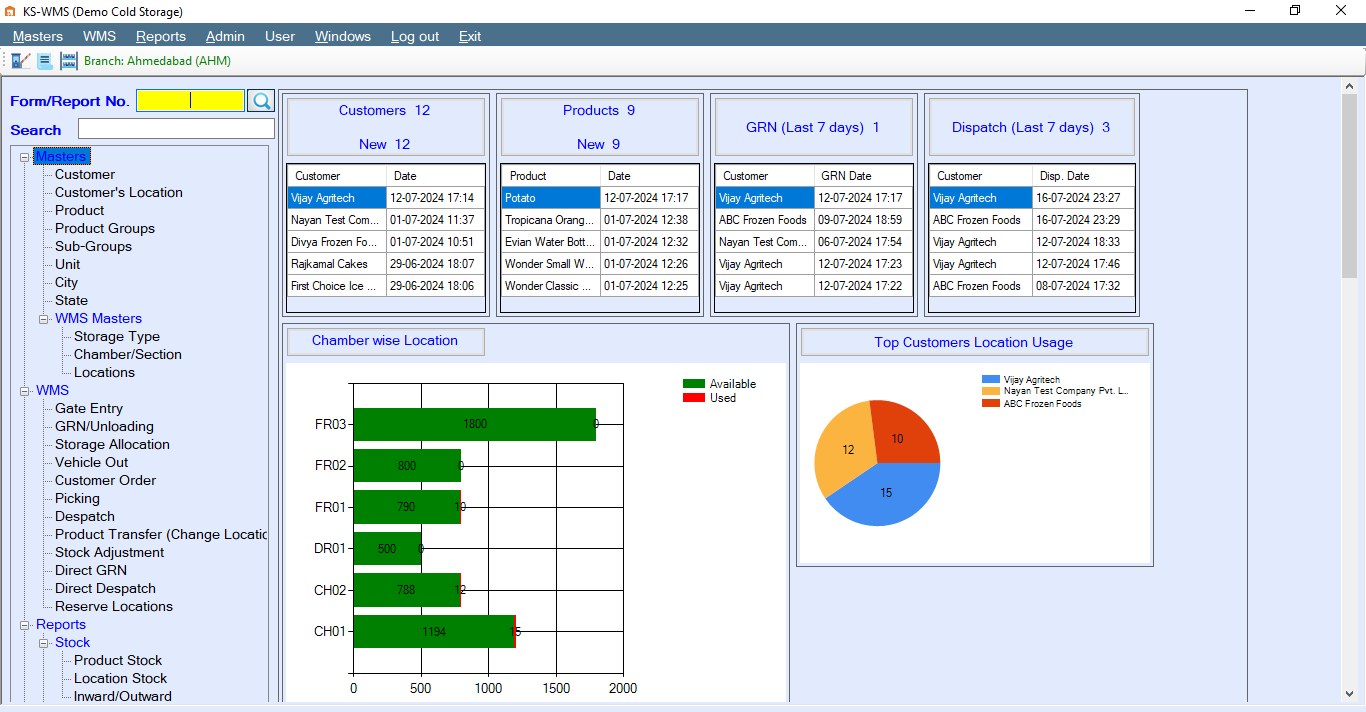 KS-WMS (Demo Cold Storage)
Masters WMS Reports Admin User Windows Log out Exit
Branch: Ahmedabad (AHM)
Form/Report No.
Search
Masters
Customer
Customer's Location
Product
Product Groups
Sub-Groups
Unit
City
State
WMS Masters
Storage Type
Chamber/Section
Locations
WMS
Gate Entry
GRN/Unloading
Storage Allocation
Vehicle Out
Customer Order
Picking
Despatch
Product Transfer (Change Locatic
Stock Adjustment
Direct GRN
Direct Despatch
Reserve Locations
Reports
Stock
Product Stock
Location Stock
Inward/Outward
Customers 12
New 12
Customer Date
Vijay Agritech 12-07-2024 17:14
Nayan Test Com... 01-07-2024 11:37
Divya Frozen Fo... 01-07-2024 10:51
Rajkamal Cakes 29-06-2024 18:07
First Choice Ice ... 29-06-2024 18:06
Products 9
New 9
Product Date
Potato 12-07-2024 17:17
Tropicana Orang... 01-07-2024 12:38
Evian Water Bott... 01-07-2024 12:32
Wonder Small W... 01-07-2024 12:26
Wonder Classic ... 01-07-2024 12:25
GRN (Last 7 days) 1
Customer GRN Date
Vijay Agritech 12-07-2024 17:17
ABC Frozen Foods 09-07-2024 18:59
Nayan Test Com... 06-07-2024 17:54
Vijay Agritech 12-07-2024 17:23
Vijay Agritech 12-07-2024 17:22
Dispatch (Last 7 days) 3
Customer Disp. Date
Vijay Agritech 16-07-2024 23:27
ABC Frozen Foods 16-07-2024 23:29
Vijay Agritech 12-07-2024 18:33
Vijay Agritech 12-07-2024 17:46
ABC Frozen Foods 08-07-2024 17:32
Chamber wise Location
Available
Used
FR03 1800 0
FR02 800 0
FR01 790 10
DR01 500 0
CH02 788 12
CH01 1194 15
0 500 1000 1500 2000
Top Customers Location Usage
Vijay Agritech
Nayan Test Company Pvt. L...
ABC Frozen Foods
10
12
15